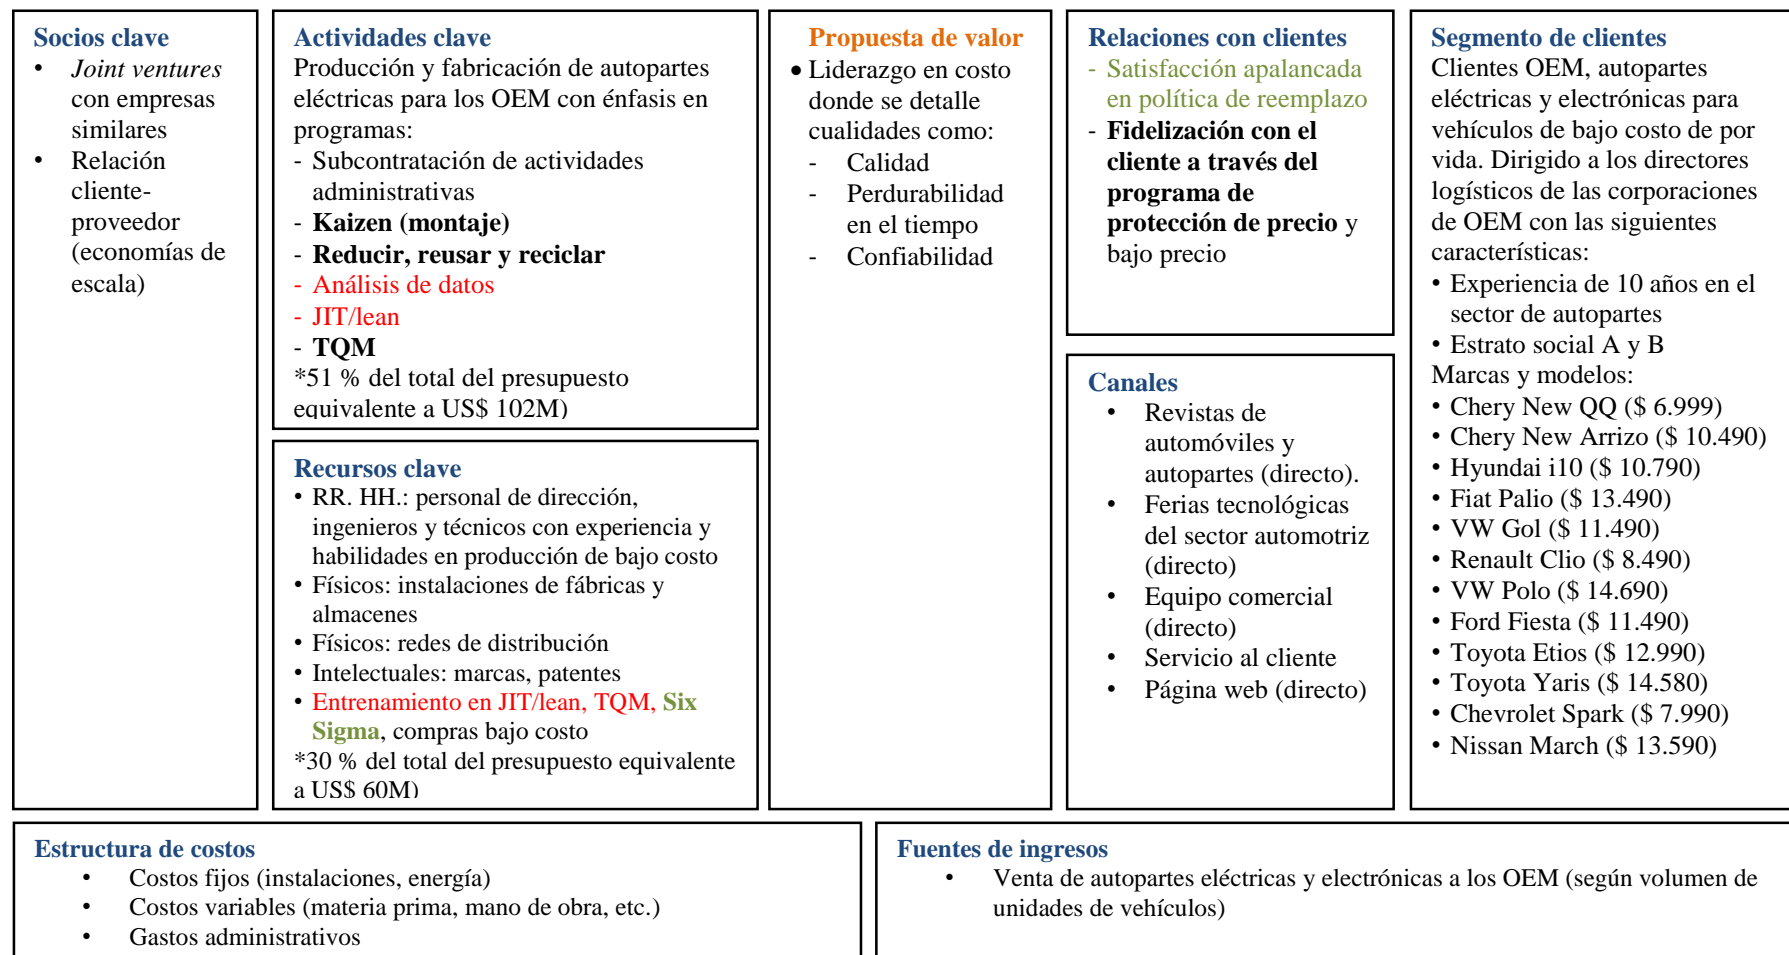 Socios clave
• Joint ventures
con empresas
similares
• Relación
cliente-
proveedor
(economías de
escala)
Actividades clave
Producción y fabricación de autopartes
eléctricas para los OEM con énfasis en
programas:
- Subcontratación de actividades
administrativas
- Kaizen (montaje)
- Reducir, reusar y reciclar
- Análisis de datos
- JIT/lean
- TQM
*51 % del total del presupuesto
equivalente a US$ 102M)
Recursos clave
• RR. HH.: personal de dirección,
ingenieros y técnicos con experiencia y
habilidades en producción de bajo costo
• Físicos: instalaciones de fábricas y
almacenes
• Físicos: redes de distribución
• Intelectuales: marcas, patentes
• Entrenamiento en JIT/lean, TQM, Six
Sigma, compras bajo costo
*30 % del total del presupuesto equivalente
a US$ 60M)
Propuesta de valor
• Liderazgo en costo
donde se detalle
cualidades como:
- Calidad
- Perdurabilidad
en el tiempo
- Confiabilidad
Relaciones con clientes
- Satisfacción apalancada
en política de reemplazo
- Fidelización con el
cliente a través del
programa de
protección de precio y
bajo precio
Canales
• Revistas de
automóviles y
autopartes (directo).
• Ferias tecnológicas
del sector automotriz
(directo)
• Equipo comercial
(directo)
• Servicio al cliente
• Página web (directo)
Segmento de clientes
Clientes OEM, autopartes
eléctricas y electrónicas para
vehículos de bajo costo de por
vida. Dirigido a los directores
logísticos de las corporaciones
de OEM con las siguientes
características:
• Experiencia de 10 años en el
sector de autopartes
• Estrato social A y B
Marcas y modelos:
• Chery New QQ ($ 6.999)
• Chery New Arrizo ($ 10.490)
• Hyundai i10 ($ 10.790)
• Fiat Palio ($ 13.490)
• VW Gol ($ 11.490)
• Renault Clio ($ 8.490)
• VW Polo ($ 14.690)
• Ford Fiesta ($ 11.490)
• Toyota Etios ($ 12.990)
• Toyota Yaris ($ 14.580)
• Chevrolet Spark ($ 7.990)
• Nissan March ($ 13.590)
Estructura de costos
• Costos fijos (instalaciones, energía)
• Costos variables (materia prima, mano de obra, etc.)
• Gastos administrativos
Fuentes de ingresos
• Venta de autopartes eléctricas y electrónicas a los OEM (según volumen de
unidades de vehículos)